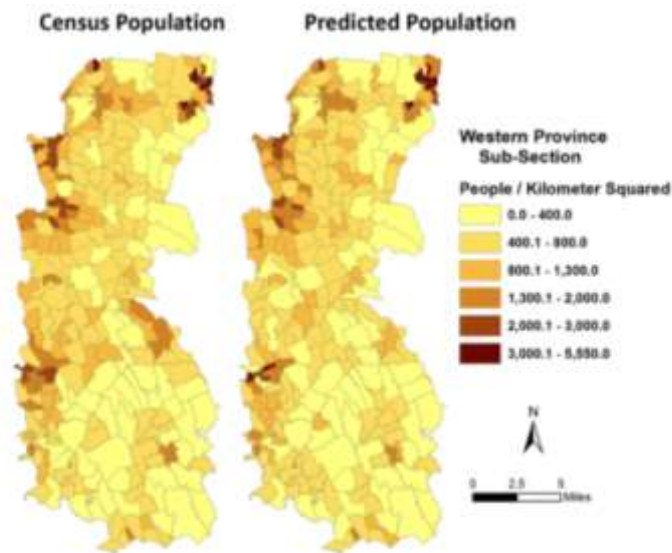 Census Population
Predicted Population
Western Province
Sub-Section
People / Kilometer Squared
0.0 - 400.0
400.1 - 800.0
800.1 - 1,300.0
1,300.1 - 2,000.0
2,000.1 - 3,000.0
3,000.1 - 5,550.0
N
0 2.5 5
Miles